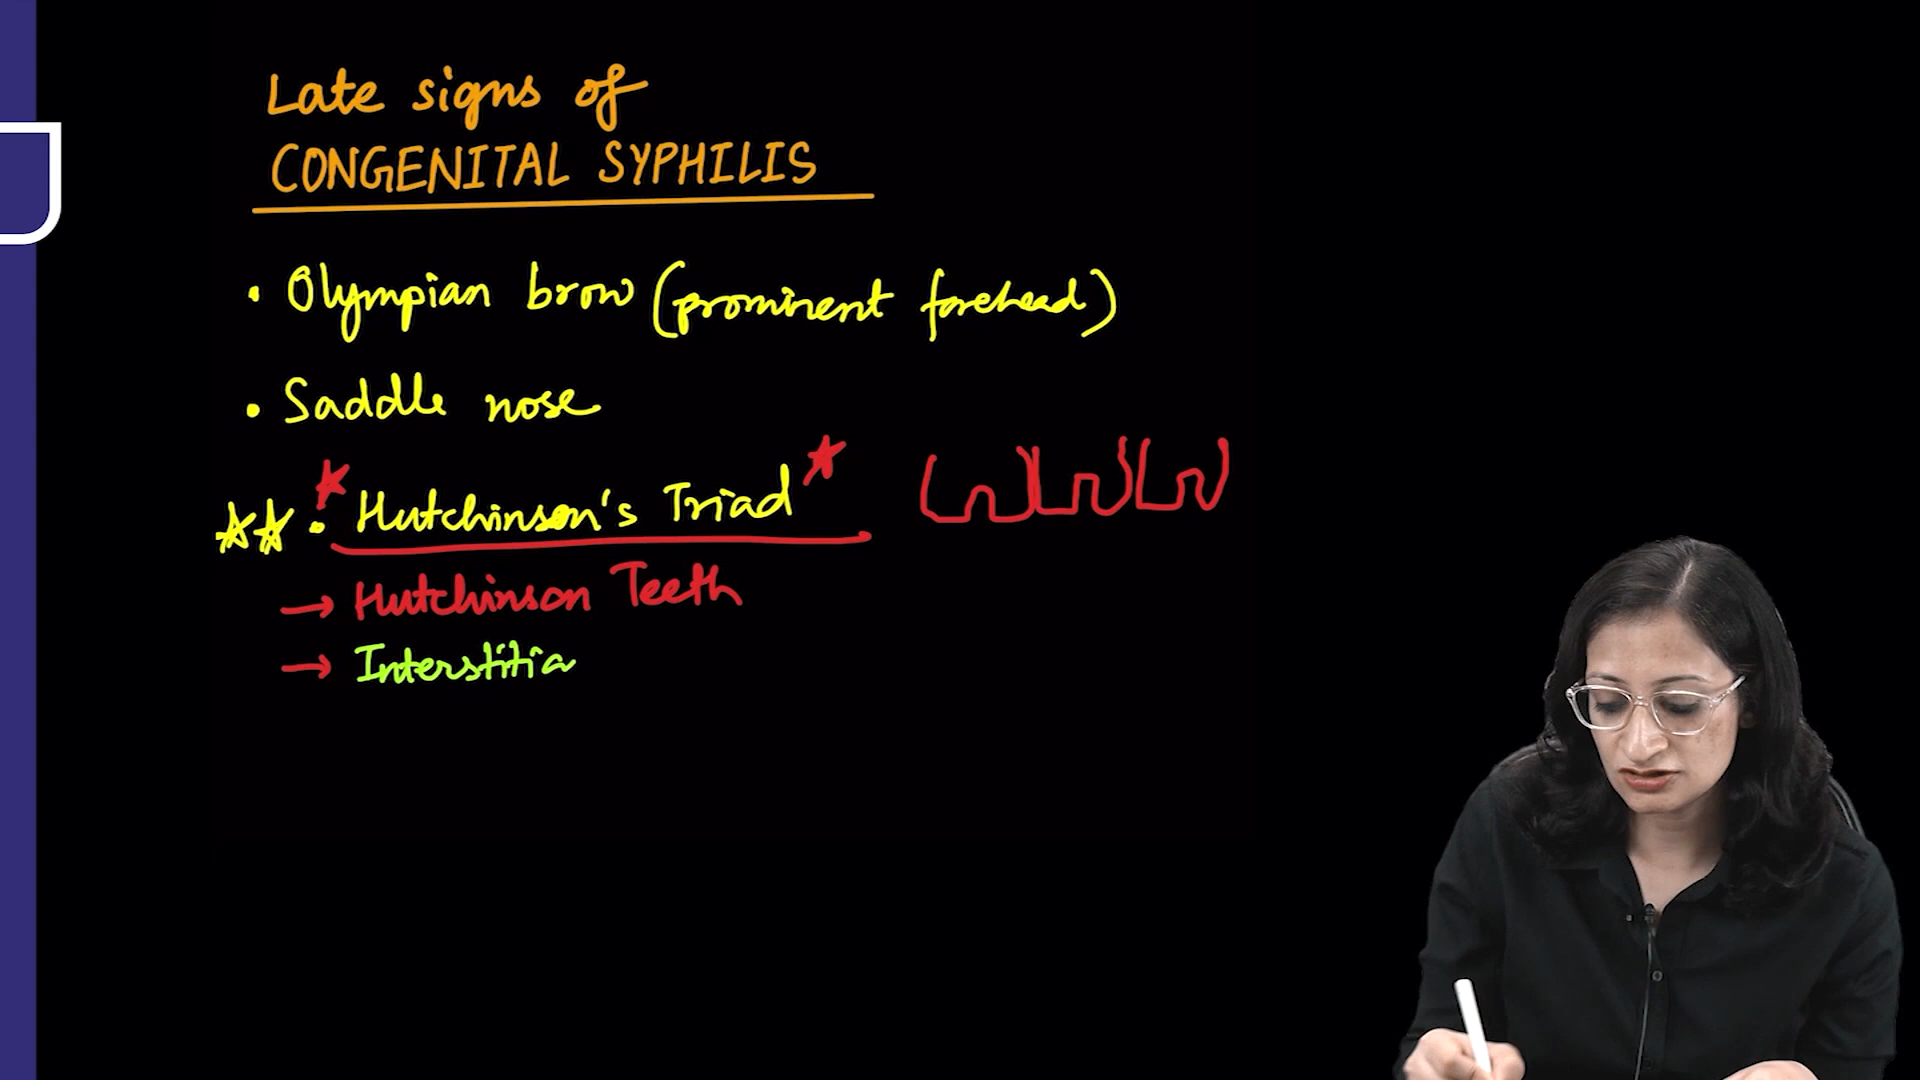 Late signs of
CONGENITAL SYPHILIS
• Olympian brow (prominent forehead)
• Saddle nose
• Hutchinson's Triad
→ Hutchinson Teeth
→ Interstitia